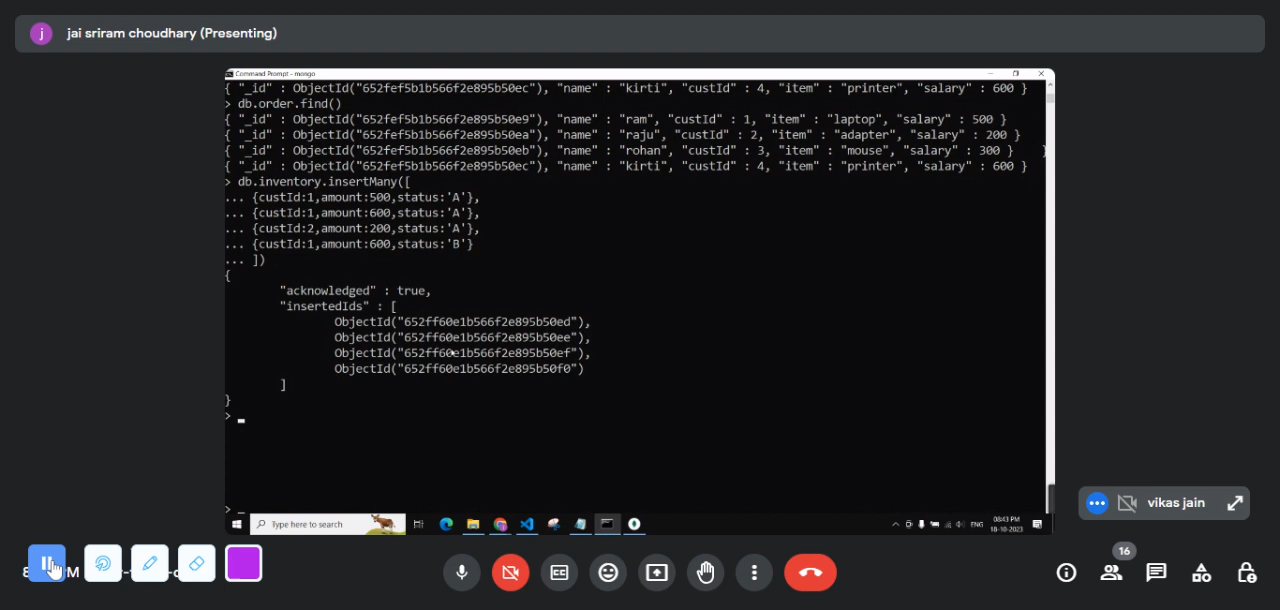 j jai sriram choudhary (Presenting)
Command Prompt - mongo
{ "_id" : ObjectId("652fef5b1b566f2e895b50ec"), "name" : "kirti", "custId" : 4, "item" : "printer", "salary" : 600 }
> db.order.find()
{ "_id" : ObjectId("652fef5b1b566f2e895b50e9"), "name" : "ram", "custId" : 1, "item" : "laptop", "salary" : 500 }
{ "_id" : ObjectId("652fef5b1b566f2e895b50ea"), "name" : "raju", "custId" : 2, "item" : "adapter", "salary" : 200 }
{ "_id" : ObjectId("652fef5b1b566f2e895b50eb"), "name" : "rohan", "custId" : 3, "item" : "mouse", "salary" : 300 } }
{ "_id" : ObjectId("652fef5b1b566f2e895b50ec"), "name" : "kirti", "custId" : 4, "item" : "printer", "salary" : 600 }
> db.inventory.insertMany([
... {custId:1,amount:500,status:'A'},
... {custId:1,amount:600,status:'A'},
... {custId:2,amount:200,status:'A'},
... {custId:1,amount:600,status:'B'}
... ])
{
"acknowledged" : true,
"insertedIds" : [
ObjectId("652ff60e1b566f2e895b50ed"),
ObjectId("652ff60e1b566f2e895b50ee"),
ObjectId("652ff60e1b566f2e895b50ef"),
ObjectId("652ff60e1b566f2e895b50f0")
]
}
> _
> _
vikas jain
Type here to search
ENG
08:43 PM
18-10-2023
16
CC